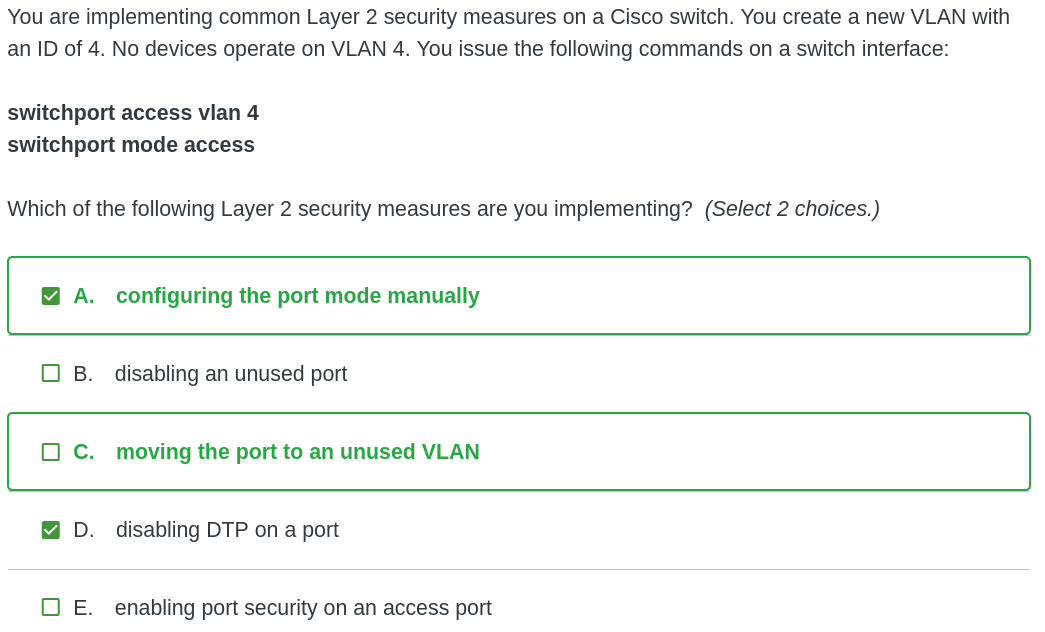 You are implementing common Layer 2 security measures on a Cisco switch. You create a new VLAN with
an ID of 4. No devices operate on VLAN 4. You issue the following commands on a switch interface:
switchport access vlan 4
switchport mode access
Which of the following Layer 2 security measures are you implementing? (Select 2 choices.)
A. configuring the port mode manually
B. disabling an unused port
C. moving the port to an unused VLAN
D. disabling DTP on a port
E. enabling port security on an access port